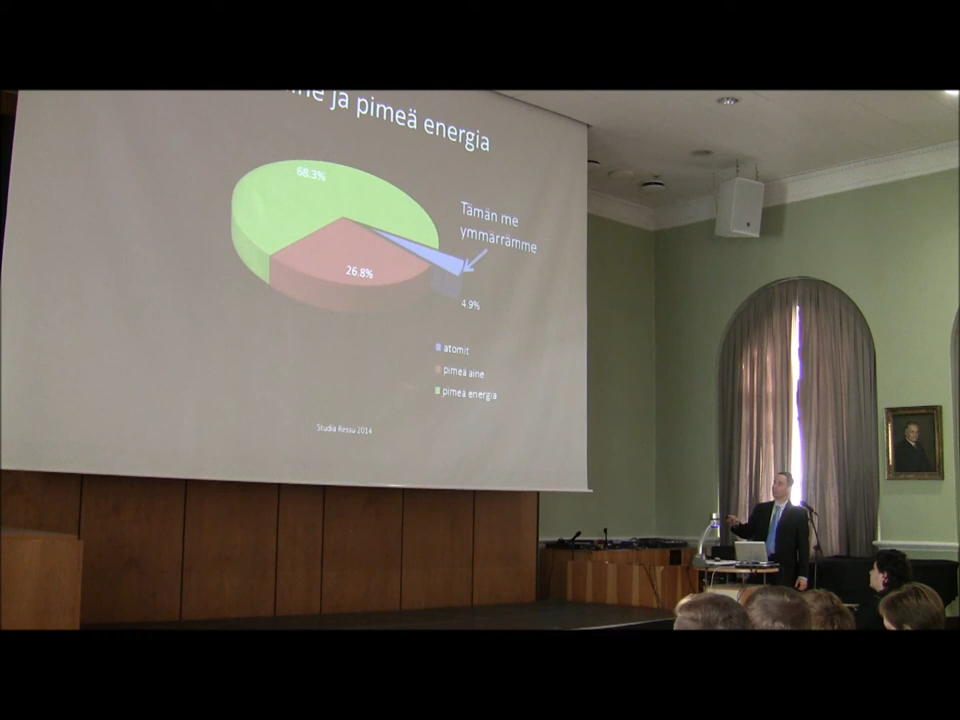 ja pimeä energia
68.3%
Tämän me
ymmärrämme
26.8%
4.9%
atomit
pimeä aine
pimeä energia
Studia Ressu 2014